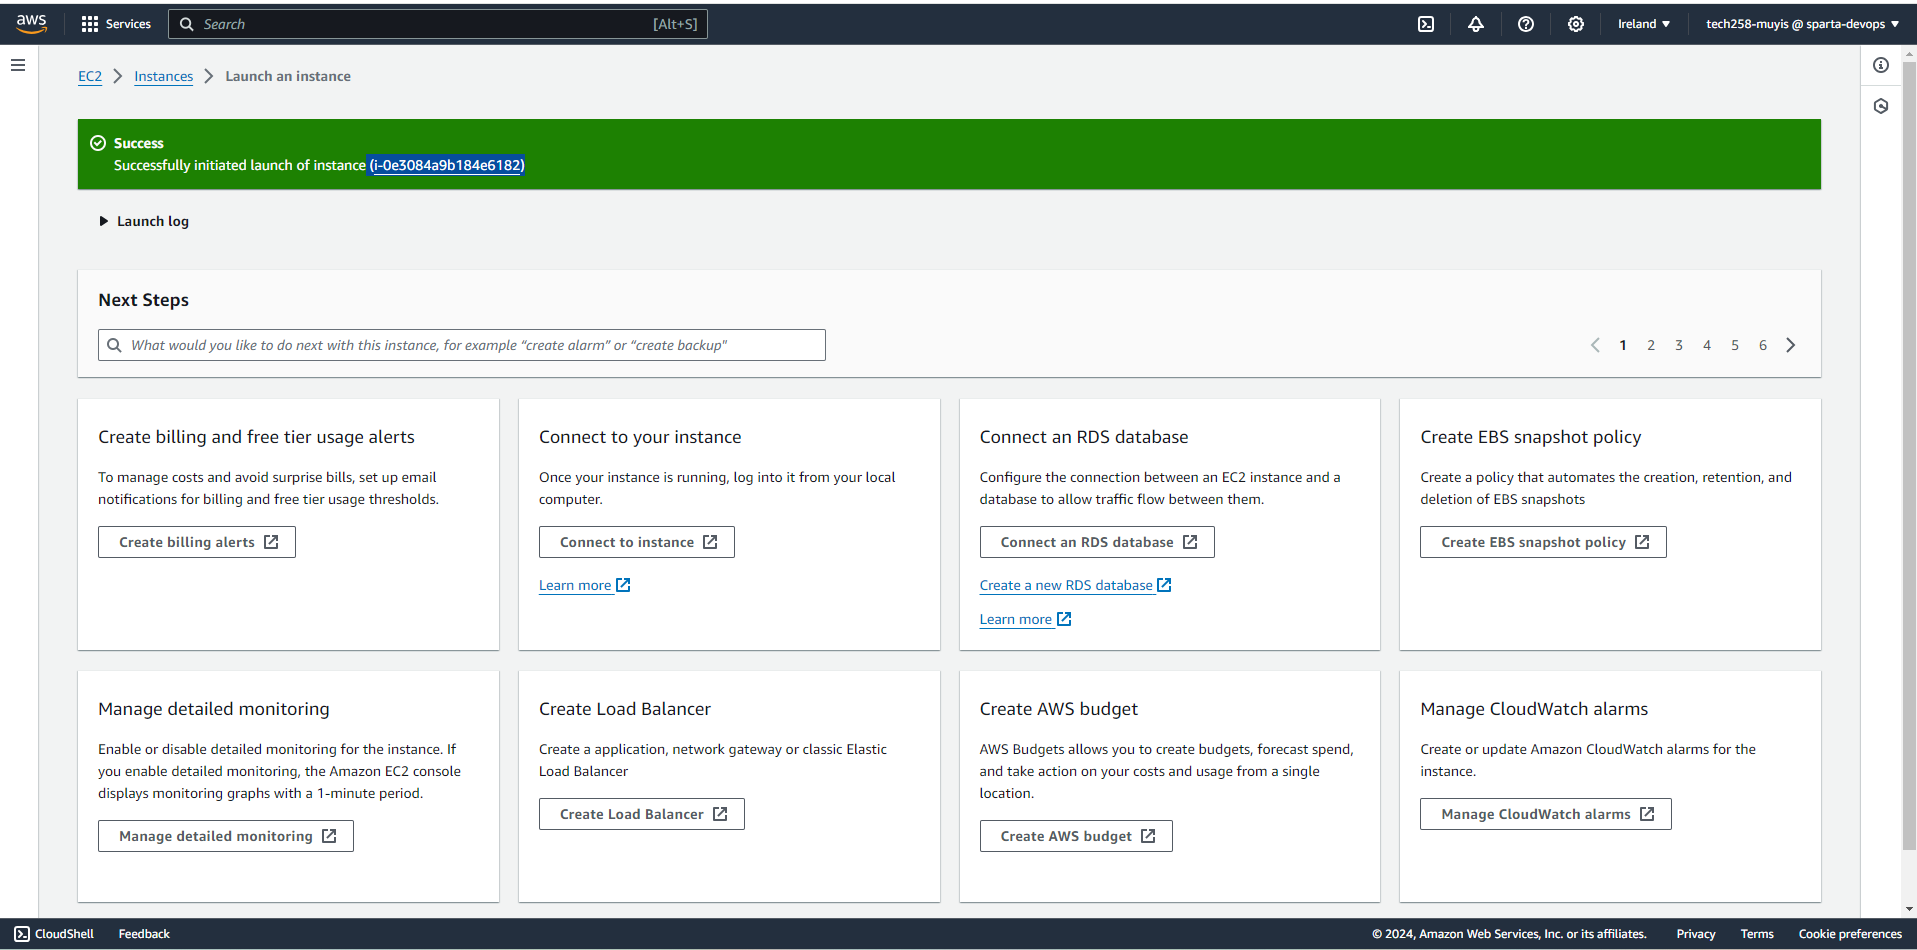 aws
Services
Search
[Alt+S]
Ireland
tech258-muyis @ sparta-devops
EC2
Instances
Launch an instance
Success
Successfully initiated launch of instance (i-0e3084a9b184e6182)
Launch log
Next Steps
What would you like to do next with this instance, for example “create alarm” or “create backup”
1 2 3 4 5 6
Create billing and free tier usage alerts
To manage costs and avoid surprise bills, set up email
notifications for billing and free tier usage thresholds.
Create billing alerts
Connect to your instance
Once your instance is running, log into it from your local
computer.
Connect to instance
Learn more
Connect an RDS database
Configure the connection between an EC2 instance and a
database to allow traffic flow between them.
Connect an RDS database
Create a new RDS database
Learn more
Create EBS snapshot policy
Create a policy that automates the creation, retention, and
deletion of EBS snapshots
Create EBS snapshot policy
Manage detailed monitoring
Enable or disable detailed monitoring for the instance. If
you enable detailed monitoring, the Amazon EC2 console
displays monitoring graphs with a 1-minute period.
Manage detailed monitoring
Create Load Balancer
Create a application, network gateway or classic Elastic
Load Balancer
Create Load Balancer
Create AWS budget
AWS Budgets allows you to create budgets, forecast spend,
and take action on your costs and usage from a single
location.
Create AWS budget
Manage CloudWatch alarms
Create or update Amazon CloudWatch alarms for the
instance.
Manage CloudWatch alarms
CloudShell
Feedback
© 2024, Amazon Web Services, Inc. or its affiliates.
Privacy
Terms
Cookie preferences